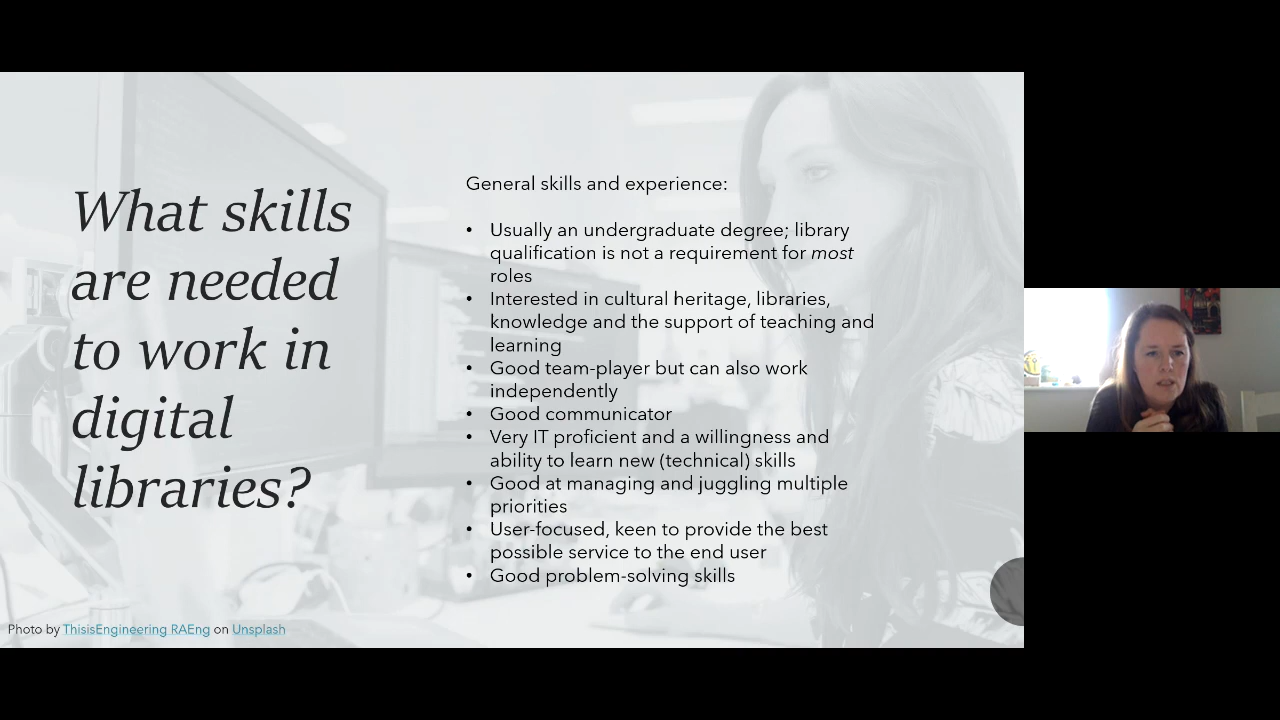 What skills
are needed
to work in
digital
libraries?
General skills and experience:
• Usually an undergraduate degree; library
qualification is not a requirement for most
roles
• Interested in cultural heritage, libraries,
knowledge and the support of teaching and
learning
• Good team-player but can also work
independently
• Good communicator
• Very IT proficient and a willingness and
ability to learn new (technical) skills
• Good at managing and juggling multiple
priorities
• User-focused, keen to provide the best
possible service to the end user
• Good problem-solving skills
Photo by ThisisEngineering RAEng on Unsplash